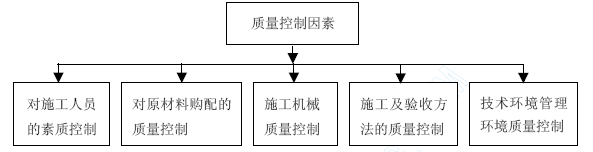 质量控制因素
对施工人员
的素质控制
对原材料购配的
质量控制
施工机械
质量控制
施工及验收方
法的质量控制
技术环境管理
环境质量控制